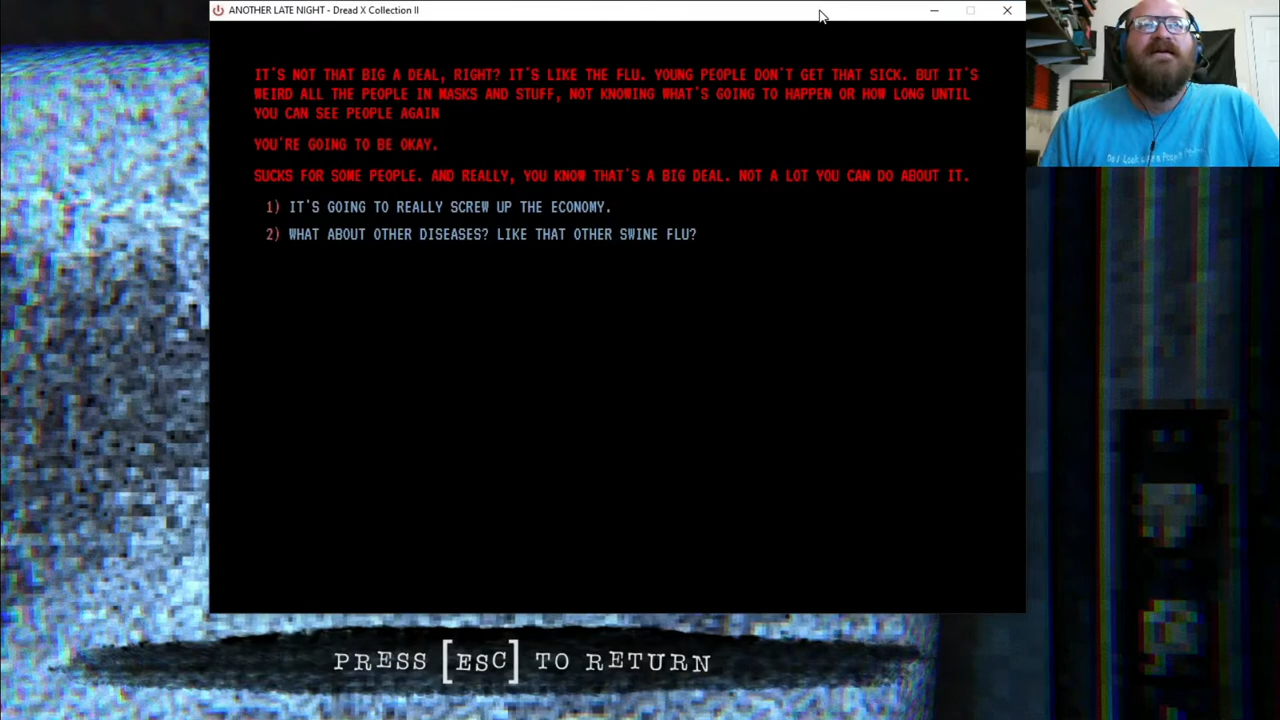 ANOTHER LATE NIGHT - Dread X Collection II
IT'S NOT THAT BIG A DEAL, RIGHT? IT'S LIKE THE FLU. YOUNG PEOPLE DON'T GET THAT SICK. BUT IT'S
WEIRD ALL THE PEOPLE IN MASKS AND STUFF, NOT KNOWING WHAT'S GOING TO HAPPEN OR HOW LONG UNTIL
YOU CAN SEE PEOPLE AGAIN
YOU'RE GOING TO BE OKAY.
SUCKS FOR SOME PEOPLE. AND REALLY, YOU KNOW THAT'S A BIG DEAL. NOT A LOT YOU CAN DO ABOUT IT.
1) IT'S GOING TO REALLY SCREW UP THE ECONOMY.
2) WHAT ABOUT OTHER DISEASES? LIKE THAT OTHER SWINE FLU?
Do I Look Like a People
PRESS [ESC] TO RETURN